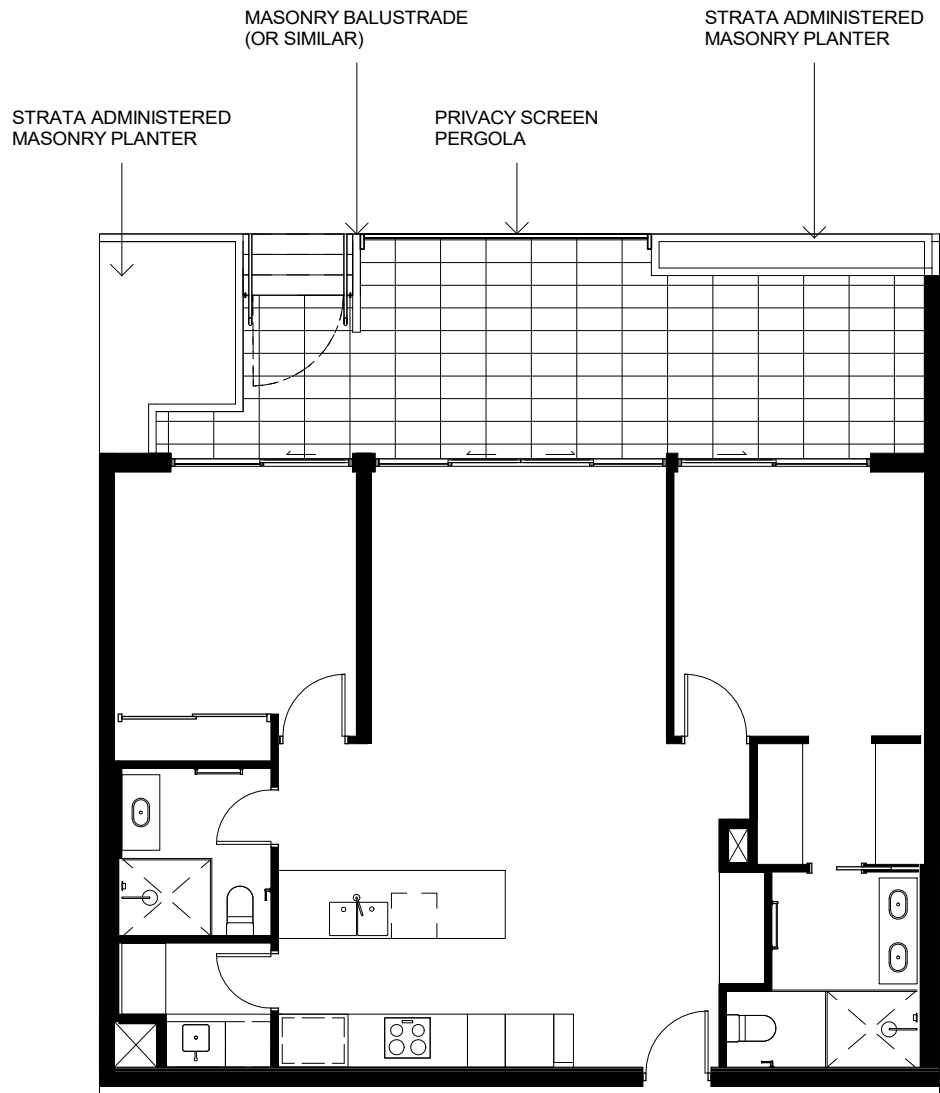 MASONRY BALUSTRADE
(OR SIMILAR)
STRATA ADMINISTERED
MASONRY PLANTER
STRATA ADMINISTERED
MASONRY PLANTER
PRIVACY SCREEN
PERGOLA